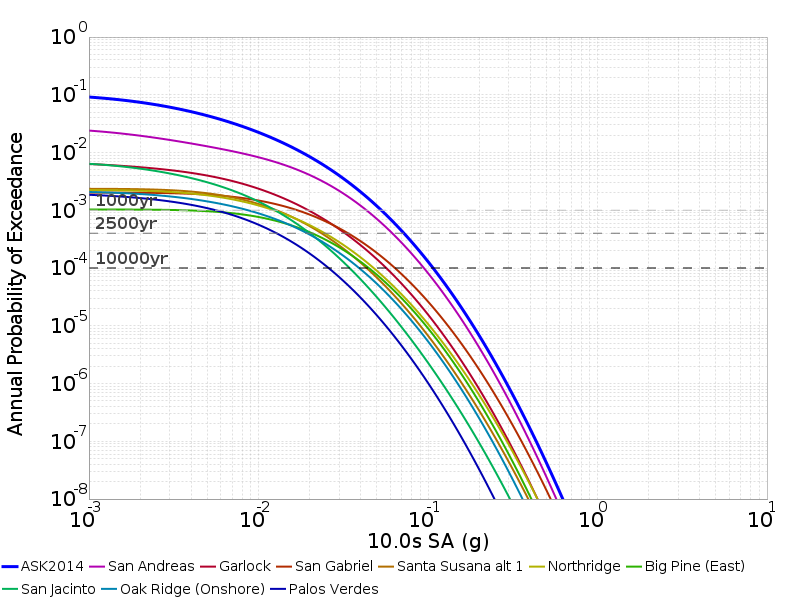 Annual Probability of Exceedance
10^0
10^-1
10^-2
10^-3
10^-4
10^-5
10^-6
10^-7
10^-8
1000yr
2500yr
10000yr
10^-3 10^-2 10^-1 10^0 10^1
10.0s SA (g)
ASK2014 San Andreas Garlock San Gabriel Santa Susana alt 1 Northridge Big Pine (East)
San Jacinto Oak Ridge (Onshore) Palos Verdes